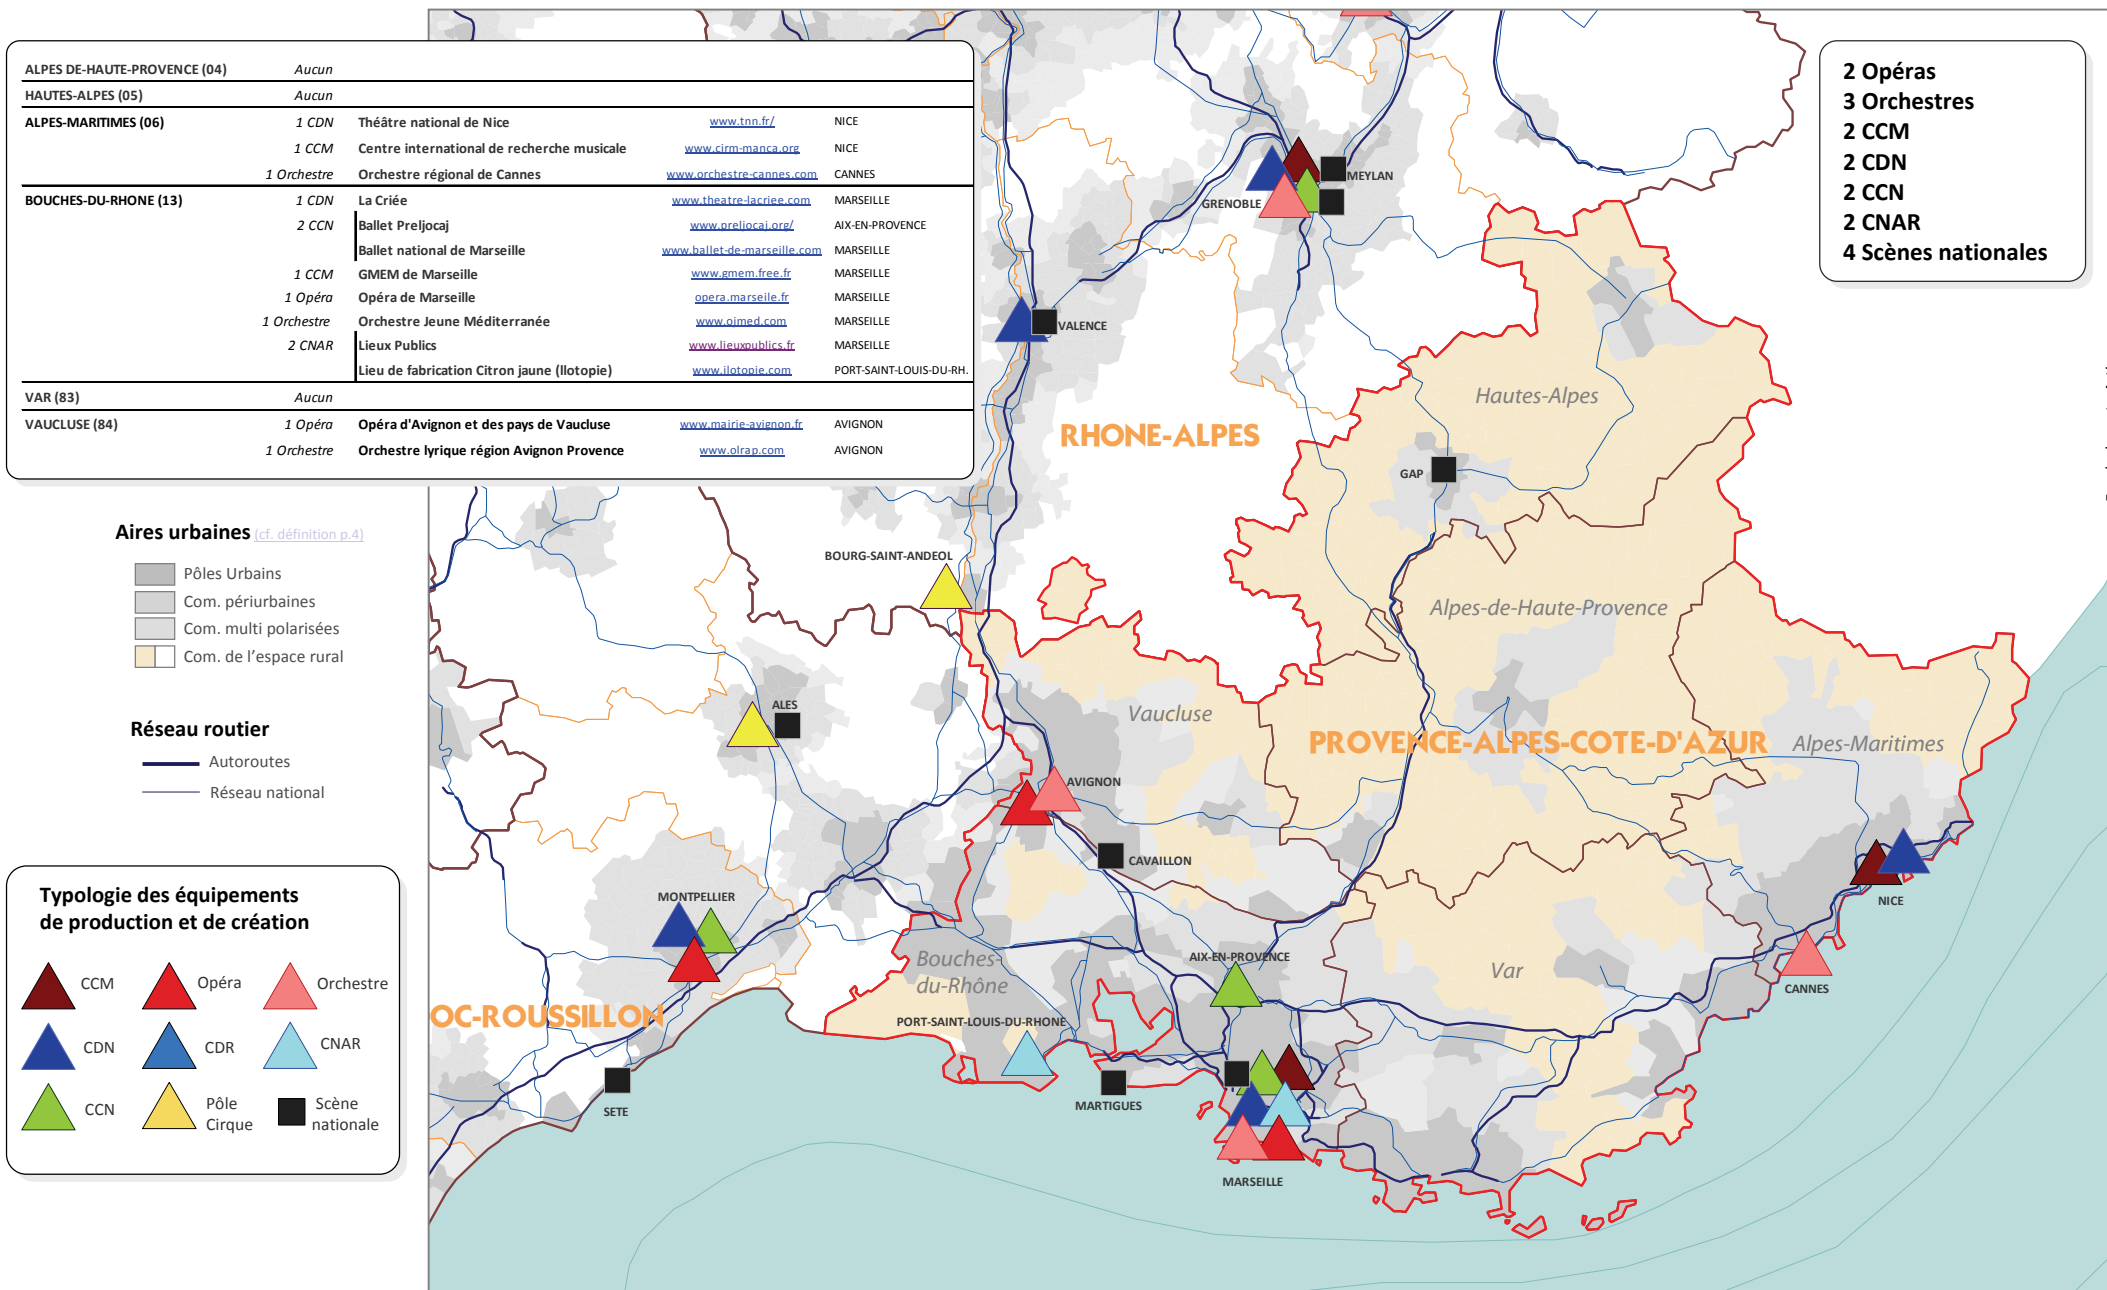 ALPES DE-HAUTE-PROVENCE (04) Aucun
HAUTES-ALPES (05) Aucun
ALPES-MARITIMES (06) 1 CDN Théâtre national de Nice www.tnn.fr/ NICE
1 CCM Centre international de recherche musicale www.cirm-manca.org NICE
1 Orchestre Orchestre régional de Cannes www.orchestre-cannes.com CANNES
BOUCHES-DU-RHONE (13) 1 CDN La Criée www.theatre-lacriee.com MARSEILLE
2 CCN Ballet Preljocaj www.preljocaj.org/ AIX-EN-PROVENCE
Ballet national de Marseille www.ballet-de-marseille.com MARSEILLE
1 CCM GMEM de Marseille www.gmem.free.fr MARSEILLE
1 Opéra Opéra de Marseille opera.marseile.fr MARSEILLE
1 Orchestre Orchestre Jeune Méditerranée www.ojmed.com MARSEILLE
2 CNAR Lieux Publics www.lieuxpublics.fr MARSEILLE
Lieu de fabrication Citron jaune (Ilotopie) www.ilotopie.com PORT-SAINT-LOUIS-DU-RH.
VAR (83) Aucun
VAUCLUSE (84) 1 Opéra Opéra d'Avignon et des pays de Vaucluse www.mairie-avignon.fr AVIGNON
1 Orchestre Orchestre lyrique région Avignon Provence www.olrap.com AVIGNON
2 Opéras
3 Orchestres
2 CCM
2 CDN
2 CCN
2 CNAR
4 Scènes nationales
Aires urbaines (cf. définition p.4)
Pôles Urbains
Com. périurbaines
Com. multi polarisées
Com. de l'espace rural
Réseau routier
Autoroutes
Réseau national
Typologie des équipements
de production et de création
CCM Opéra Orchestre
CDN CDR CNAR
CCN Pôle Cirque Scène nationale
MEYLAN
GRENOBLE
VALENCE
Hautes-Alpes
RHONE-ALPES
GAP
BOURG-SAINT-ANDEOL
Alpes-de-Haute-Provence
ALES
Vaucluse
PROVENCE-ALPES-COTE-D'AZUR
Alpes-Maritimes
AVIGNON
CAVAILLON
MONTPELLIER
NICE
Bouches-
du-Rhône
AIX-EN-PROVENCE
Var
CANNES
OC-ROUSSILLON
PORT-SAINT-LOUIS-DU-RHONE
SETE
MARTIGUES
MARSEILLE